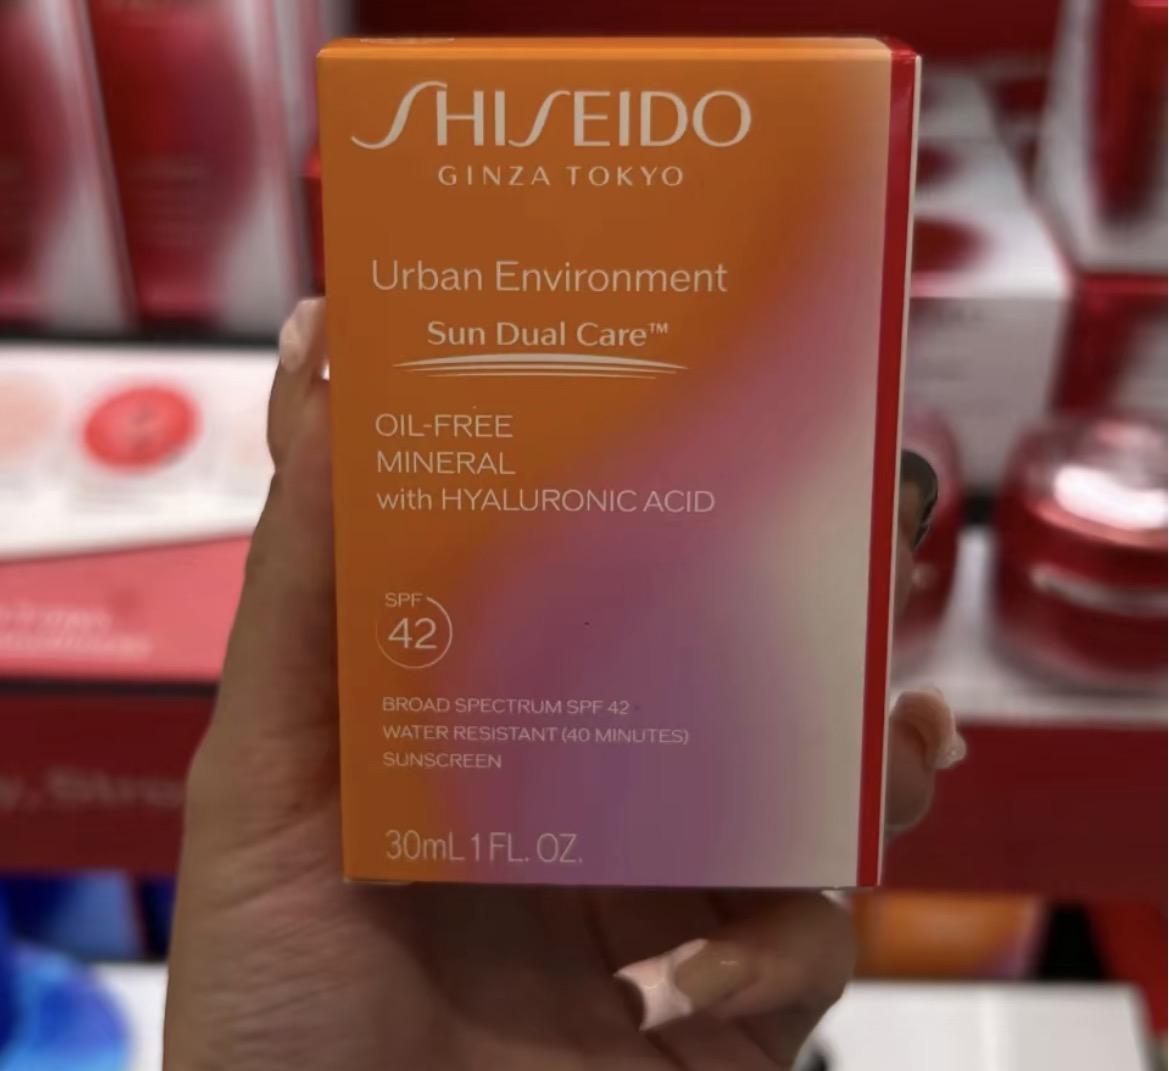 SHISEIDO
GINZA TOKYO
Urban Environment
Sun Dual Care™
OIL-FREE
MINERAL
with HYALURONIC ACID
SPF
42
BROAD SPECTRUM SPF 42
WATER RESISTANT (40 MINUTES)
SUNSCREEN
30mL 1 FL. OZ.